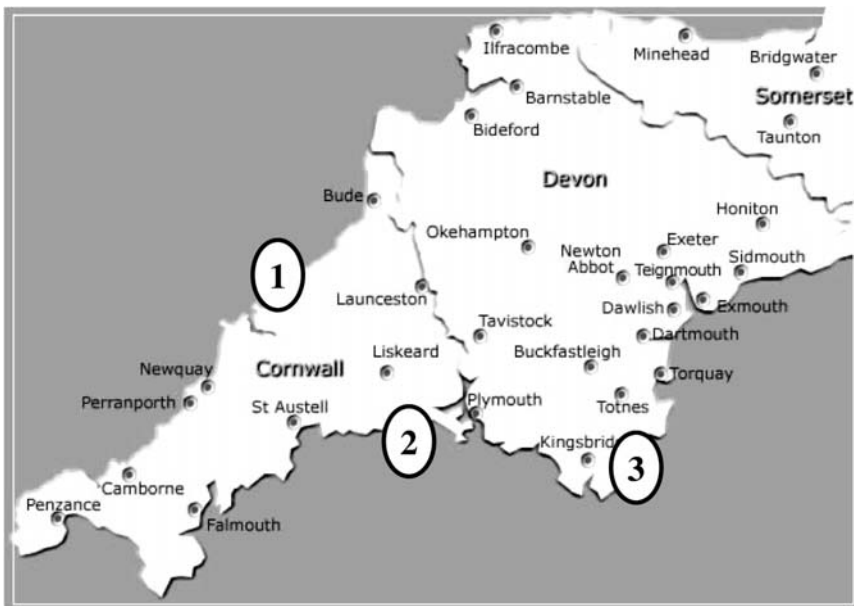 Ilfracombe
Minehead
Bridgwater
Barnstable
Somerset
Bideford
Taunton
Devon
Bude
Honiton
Okehampton
Exeter
Newton
Abbot
Sidmouth
Teignmouth
1
Launceston
Dawlish
Exmouth
Tavistock
Dartmouth
Liskeard
Buckfastleigh
Cornwall
Newquay
Torquay
Perranporth
St Austell
Plymouth
Totnes
2
Kingsbrid
3
Camborne
Penzance
Falmouth